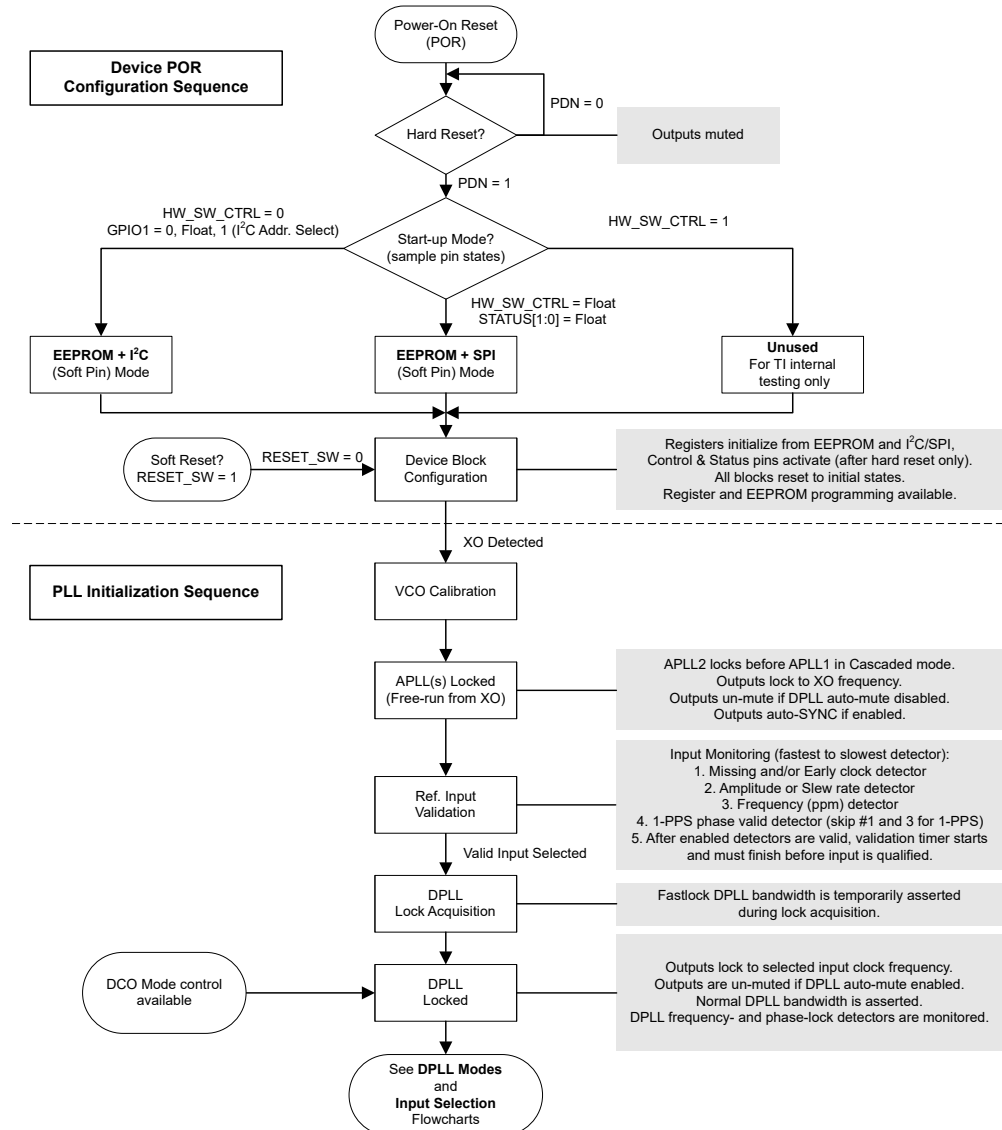 Power-On Reset
(POR)
Device POR
Configuration Sequence
PDN = 0
Hard Reset?
Outputs muted
PDN = 1
HW_SW_CTRL = 0
GPIO1 = 0, Float, 1 (I²C Addr. Select)
HW_SW_CTRL = 1
Start-up Mode?
(sample pin states)
HW_SW_CTRL = Float
STATUS[1:0] = Float
EEPROM + I²C
(Soft Pin) Mode
EEPROM + SPI
(Soft Pin) Mode
Unused
For TI internal
testing only
Soft Reset?
RESET_SW = 1
RESET_SW = 0
Device Block
Configuration
Registers initialize from EEPROM and I²C/SPI,
Control & Status pins activate (after hard reset only).
All blocks reset to initial states.
Register and EEPROM programming available.
XO Detected
PLL Initialization Sequence
VCO Calibration
APLL(s) Locked
(Free-run from XO)
APLL2 locks before APLL1 in Cascaded mode.
Outputs lock to XO frequency.
Outputs un-mute if DPLL auto-mute disabled.
Outputs auto-SYNC if enabled.
Ref. Input
Validation
Input Monitoring (fastest to slowest detector):
1. Missing and/or Early clock detector
2. Amplitude or Slew rate detector
3. Frequency (ppm) detector
4. 1-PPS phase valid detector (skip #1 and 3 for 1-PPS)
5. After enabled detectors are valid, validation timer starts
and must finish before input is qualified.
Valid Input Selected
DPLL
Lock Acquisition
Fastlock DPLL bandwidth is temporarily asserted
during lock acquisition.
DCO Mode control
available
DPLL
Locked
Outputs lock to selected input clock frequency.
Outputs are un-muted if DPLL auto-mute enabled.
Normal DPLL bandwidth is asserted.
DPLL frequency- and phase-lock detectors are monitored.
See DPLL Modes
and
Input Selection
Flowcharts